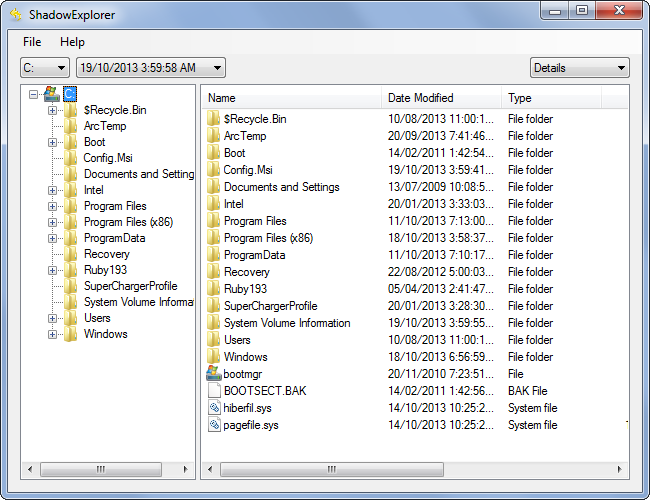 ShadowExplorer
File Help
C: 19/10/2013 3:59:58 AM Details
C:
$Recycle.Bin
ArcTemp
Boot
Config.Msi
Documents and Setting
Intel
Program Files
Program Files (x86)
ProgramData
Recovery
Ruby193
SuperChargerProfile
System Volume Informa
Users
Windows
Name Date Modified Type
$Recycle.Bin 10/08/2013 11:00:1... File folder
ArcTemp 20/09/2013 7:41:46... File folder
Boot 14/02/2011 1:42:54... File folder
Config.Msi 19/10/2013 3:59:41... File folder
Documents and Settings 13/07/2009 10:08:5... File folder
Intel 20/01/2013 3:33:03... File folder
Program Files 11/10/2013 7:13:00... File folder
Program Files (x86) 18/10/2013 3:58:37... File folder
ProgramData 11/10/2013 7:10:17... File folder
Recovery 22/08/2012 5:00:03... File folder
Ruby193 05/04/2013 2:41:47... File folder
SuperChargerProfile 20/01/2013 3:28:30... File folder
System Volume Information 19/10/2013 3:59:55... File folder
Users 10/08/2013 11:00:1... File folder
Windows 18/10/2013 6:56:59... File folder
bootmgr 20/11/2010 7:23:51... File
BOOTSECT.BAK 14/02/2011 1:42:56... BAK File
hiberfil.sys 14/10/2013 10:25:2... System file
pagefile.sys 14/10/2013 10:25:2... System file